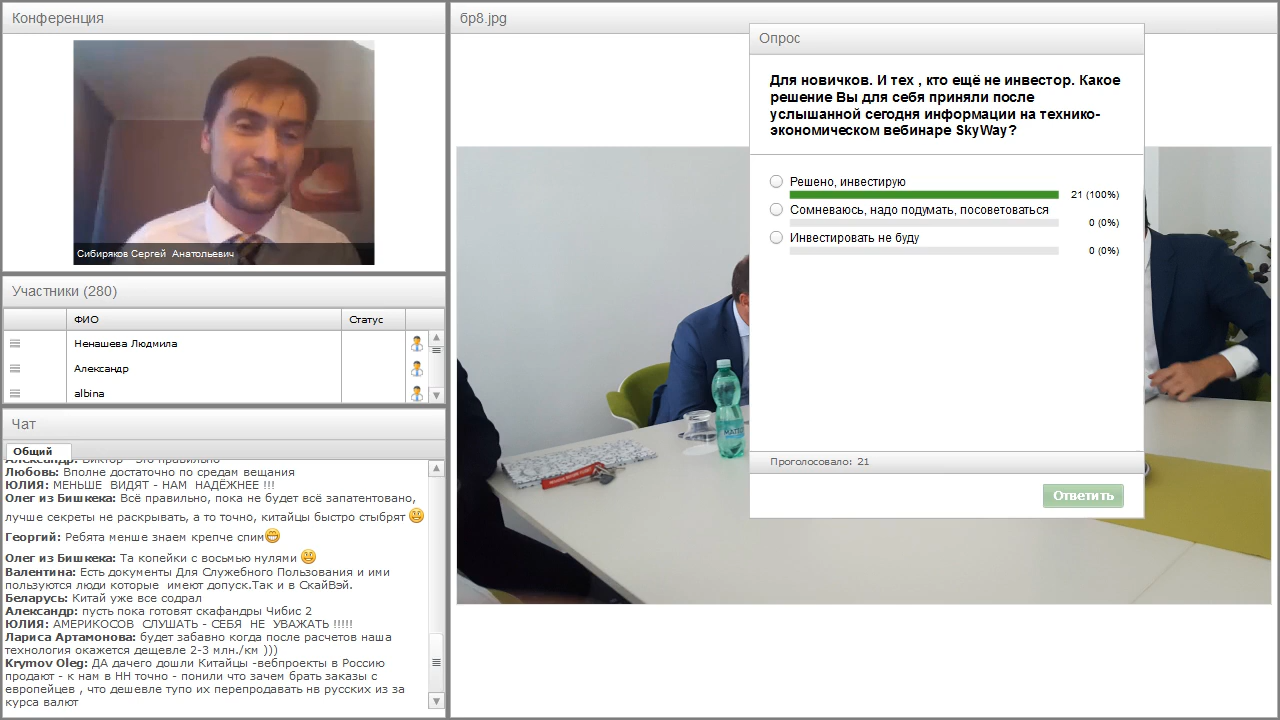 Конференция
Сибиряков Сергей Анатольевич
Участники (280)
ФИО
Статус
Ненашева Людмила
Александр
albina
Чат
Общий
Александр: Виктор - это правильно
Любовь: Вполне достаточно по средам вещания
ЮЛИЯ: МЕНЬШЕ ВИДЯТ - НАМ НАДЁЖНЕЕ !!!
Олег из Бишкека: Всё правильно, пока не будет всё запатентовано,
лучше секреты не раскрывать, а то точно, китайцы быстро стыбрят
Георгий: Ребята менше знаем крепче спим
Олег из Бишкека: Та копейки с восьмью нулями
Валентина: Есть документы Для Служебного Пользования и ими
пользуются люди которые имеют допуск.Так и в СкайВэй.
Беларусь: Китай уже все содрал
Александр: пусть пока готовят скафандры Чибис 2
ЮЛИЯ: АМЕРИКОСОВ СЛУШАТЬ - СЕБЯ НЕ УВАЖАТЬ !!!!!
Лариса Артамонова: будет забавно когда после расчетов наша
технология окажется дешевле 2-3 млн./км )))
Krymov Oleg: ДА дачего дошли Китайцы -вебпроекты в Россию
продают - к нам в НН точно - понили что зачем брать заказы с
европейцев , что дешевле тупо их перепродавать нв русских из за
курса валют
бр8.jpg
Опрос
Для новичков. И тех , кто ещё не инвестор. Какое
решение Вы для себя приняли после
услышанной сегодня информации на технико-
экономическом вебинаре SkyWay?
Решено, инвестирую
21 (100%)
Сомневаюсь, надо подумать, посоветоваться
0 (0%)
Инвестировать не буду
0 (0%)
Проголосовало: 21
Ответить